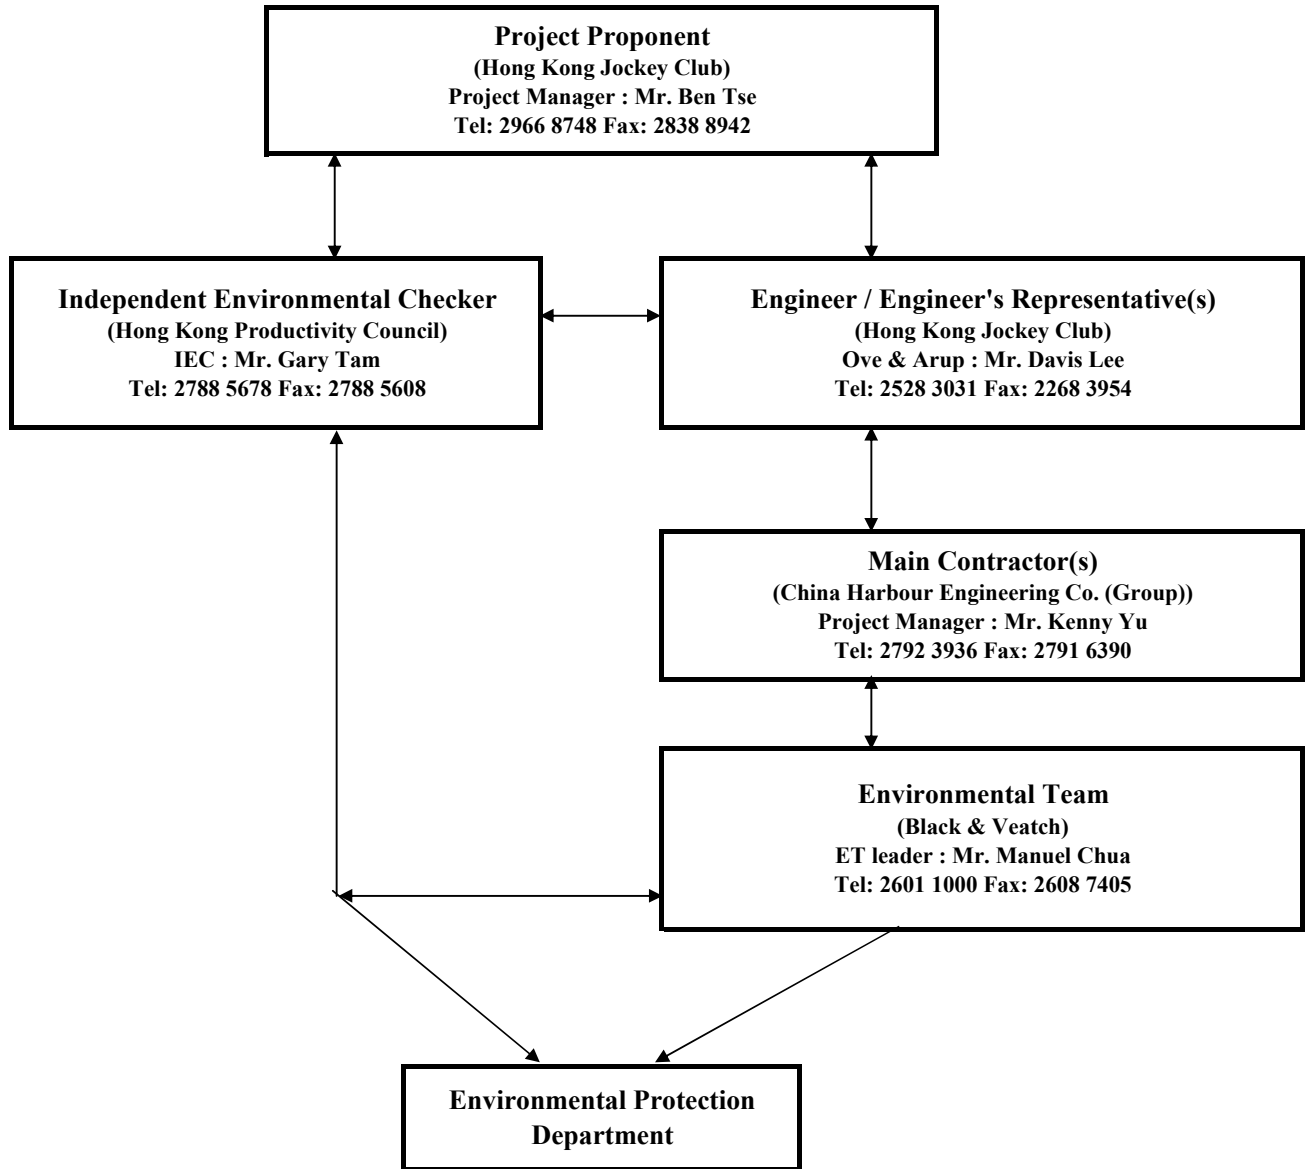 Project Proponent
(Hong Kong Jockey Club)
Project Manager : Mr. Ben Tse
Tel: 2966 8748 Fax: 2838 8942
Independent Environmental Checker
(Hong Kong Productivity Council)
IEC : Mr. Gary Tam
Tel: 2788 5678 Fax: 2788 5608
Engineer / Engineer's Representative(s)
(Hong Kong Jockey Club)
Ove & Arup : Mr. Davis Lee
Tel: 2528 3031 Fax: 2268 3954
Main Contractor(s)
(China Harbour Engineering Co. (Group))
Project Manager : Mr. Kenny Yu
Tel: 2792 3936 Fax: 2791 6390
Environmental Team
(Black & Veatch)
ET leader : Mr. Manuel Chua
Tel: 2601 1000 Fax: 2608 7405
Environmental Protection
Department